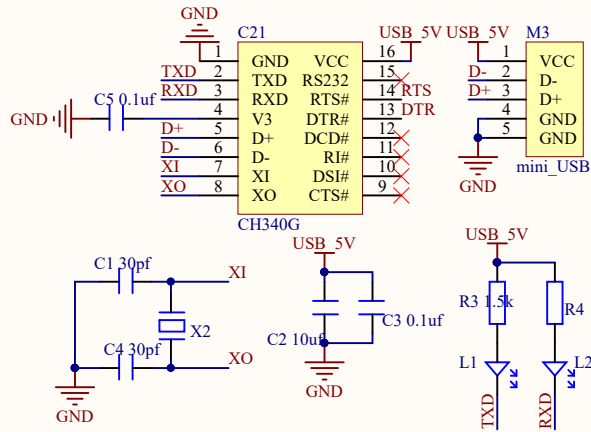 GND
C21
USB_5V
USB_5V
M3
1 GND VCC 16
TXD 2 TXD RS232 15
RXD 3 RXD RTS# 14 RTS
GND C5 0.1uf 4 V3 DTR# 13 DTR
D+ 5 D+ DCD# 12
D- 6 D- RI# 11
XI 7 XI DSI# 10
XO 8 XO CTS# 9
CH340G
1 VCC
D- 2 D-
D+ 3 D+
4 GND
5 GND
GND
mini_USB
C1 30pf
XI
X2
C4 30pf
XO
GND
USB_5V
C2 10uf
C3 0.1uf
GND
USB_5V
R3 1.5k
R4
L1
L2
TXD
RXD